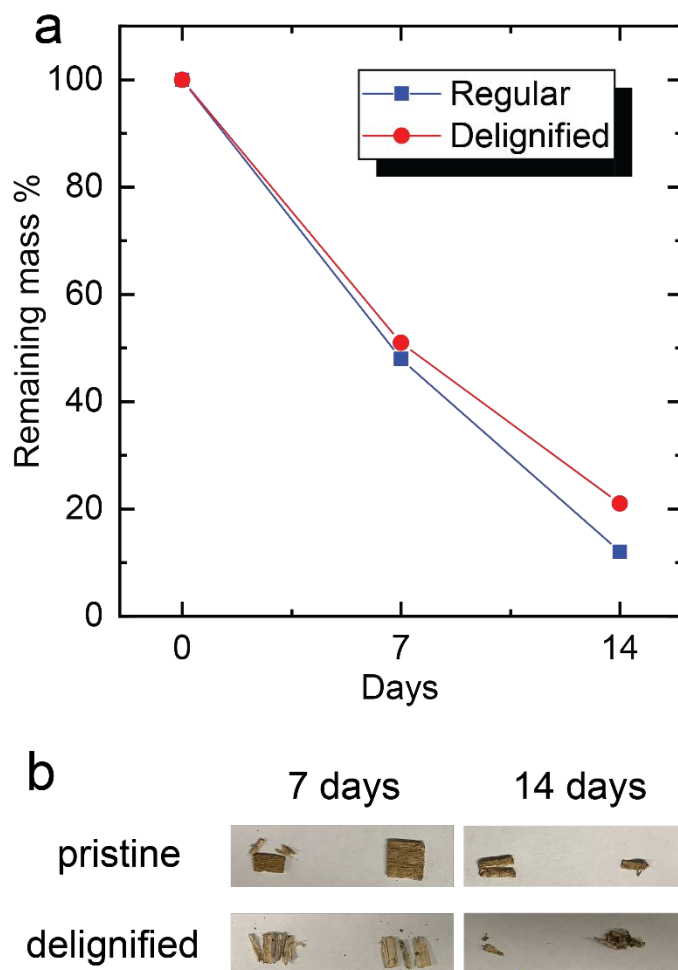 a
100
80
60
40
20
0
Remaining mass %
Regular
Delignified
0 7 14
Days
b
7 days 14 days
pristine
delignified